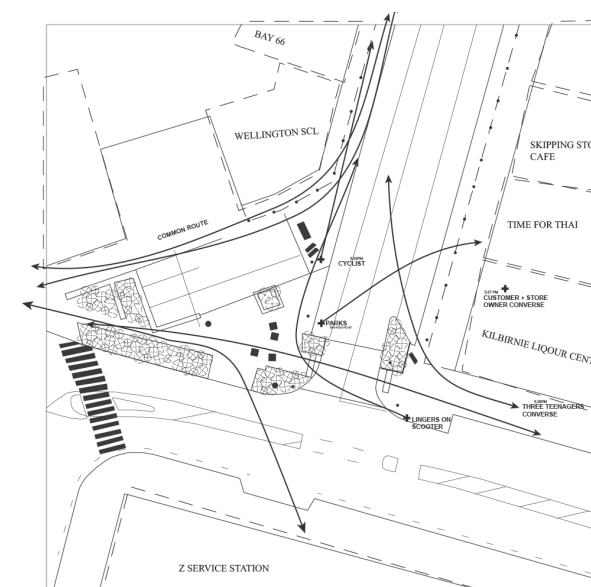 BAY 66
WELLINGTON SCL
SKIPPING STO
CAFE
COMMON ROUTE
TIME FOR THAI
CYCLIST
CUSTOMER + STORE
OWNER CONVERSE
PARKS
KILBIRNIE LIQOUR CENT
THREE TEENAGERS
CONVERSE
LINGERS ON
SCOOTER
Z SERVICE STATION